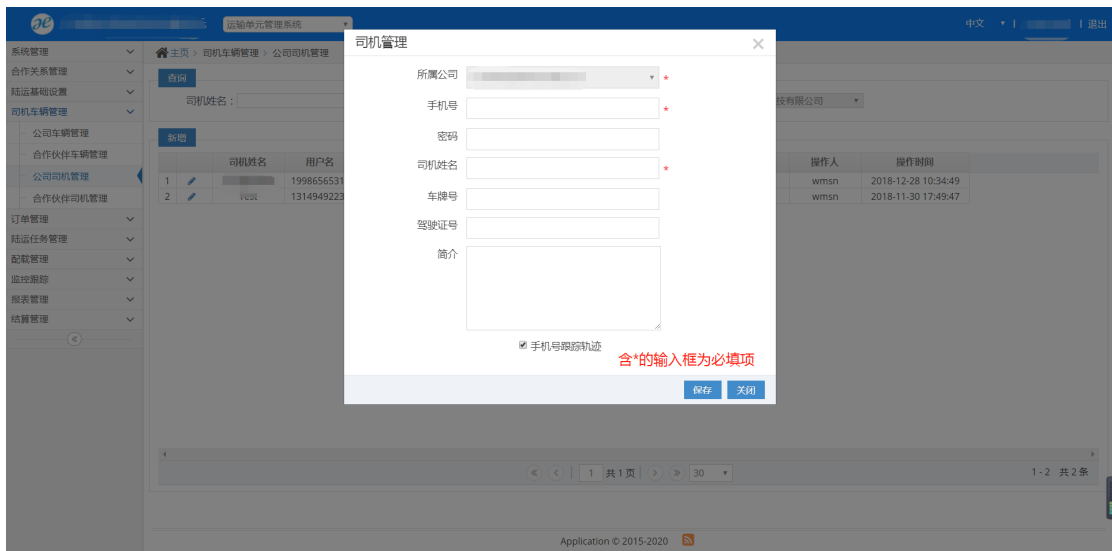 运输单元管理系统
中文 | | 退出
系统管理
合作关系管理
陆运基础设置
司机车辆管理
公司车辆管理
合作伙伴车辆管理
公司司机管理
合作伙伴司机管理
订单管理
陆运任务管理
配载管理
监控跟踪
报表管理
结算管理
主页 > 司机车辆管理 > 公司司机管理
查询
司机姓名：
技有限公司
新增
司机姓名 用户名 操作人 操作时间
1 1998656531 wmsn 2018-12-28 10:34:49
2 1314949223 wmsn 2018-11-30 17:49:47
司机管理
所属公司 *
手机号 *
密码
司机姓名 *
车牌号
驾驶证号
简介
手机号跟踪轨迹
含*的输入框为必填项
保存 关闭
1 共 1 页 30
1 - 2 共 2 条
Application © 2015-2020